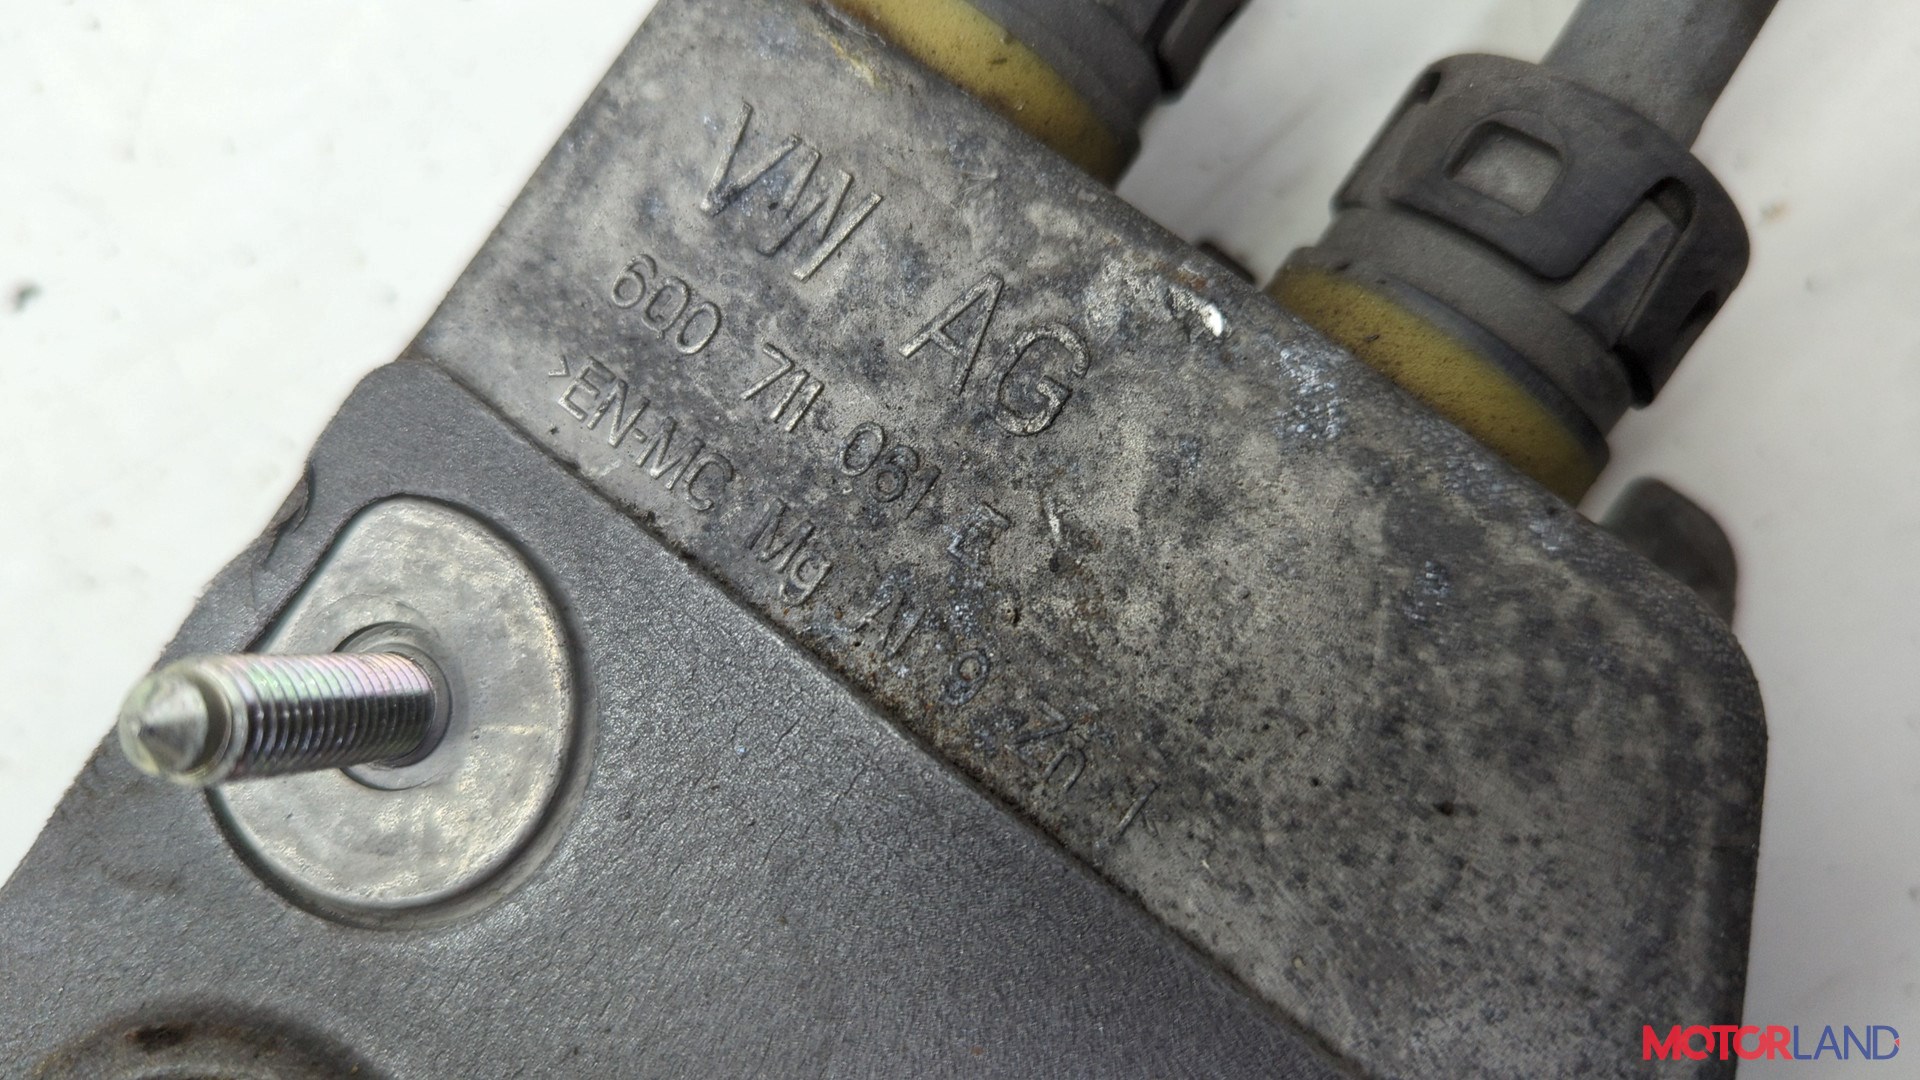 VW AG
6Q0 711 061
>EN-MC Mg Al 9 Zn 1
MOTORLAND